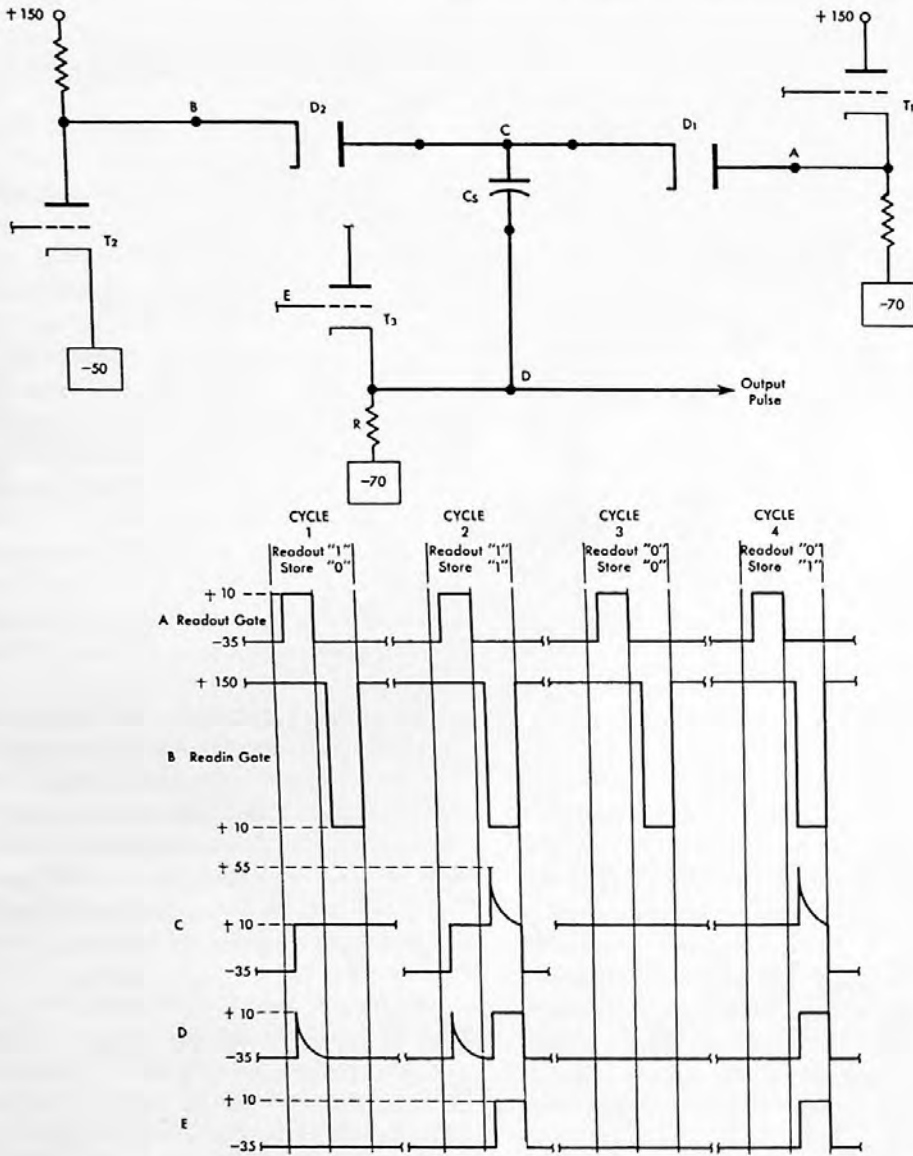 + 150
+ 150
B
D2
C
D1
A
T1
Cs
T2
E
T3
-50
-70
D
Output
Pulse
R
-70
CYCLE
1
Readout "1"
Store "0"
CYCLE
2
Readout "1"
Store "1"
CYCLE
3
Readout "0"
Store "0"
CYCLE
4
Readout "0"
Store "1"
+ 10
A Readout Gate
-35
+ 150
B Readin Gate
+ 10
+ 55
C
+ 10
-35
+ 10
D
-35
+ 10
E
-35